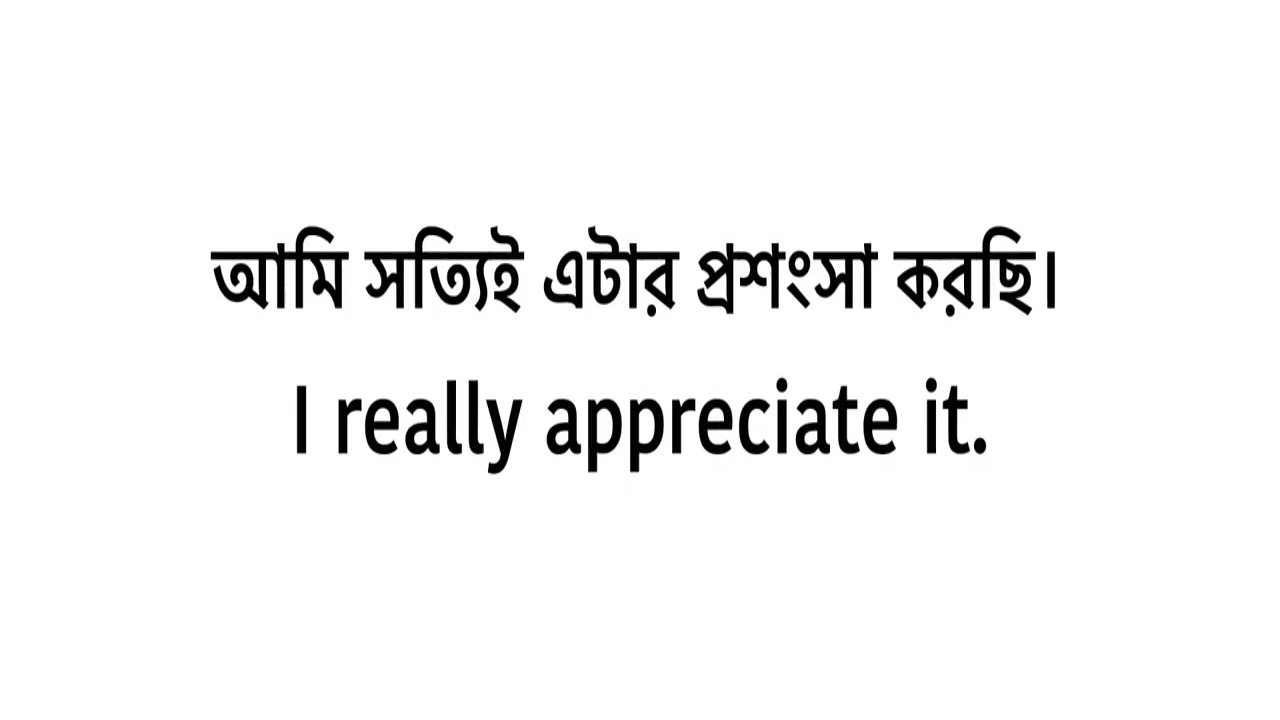 আমি সত্যিই এটার প্রশংসা করছি।
I really appreciate it.